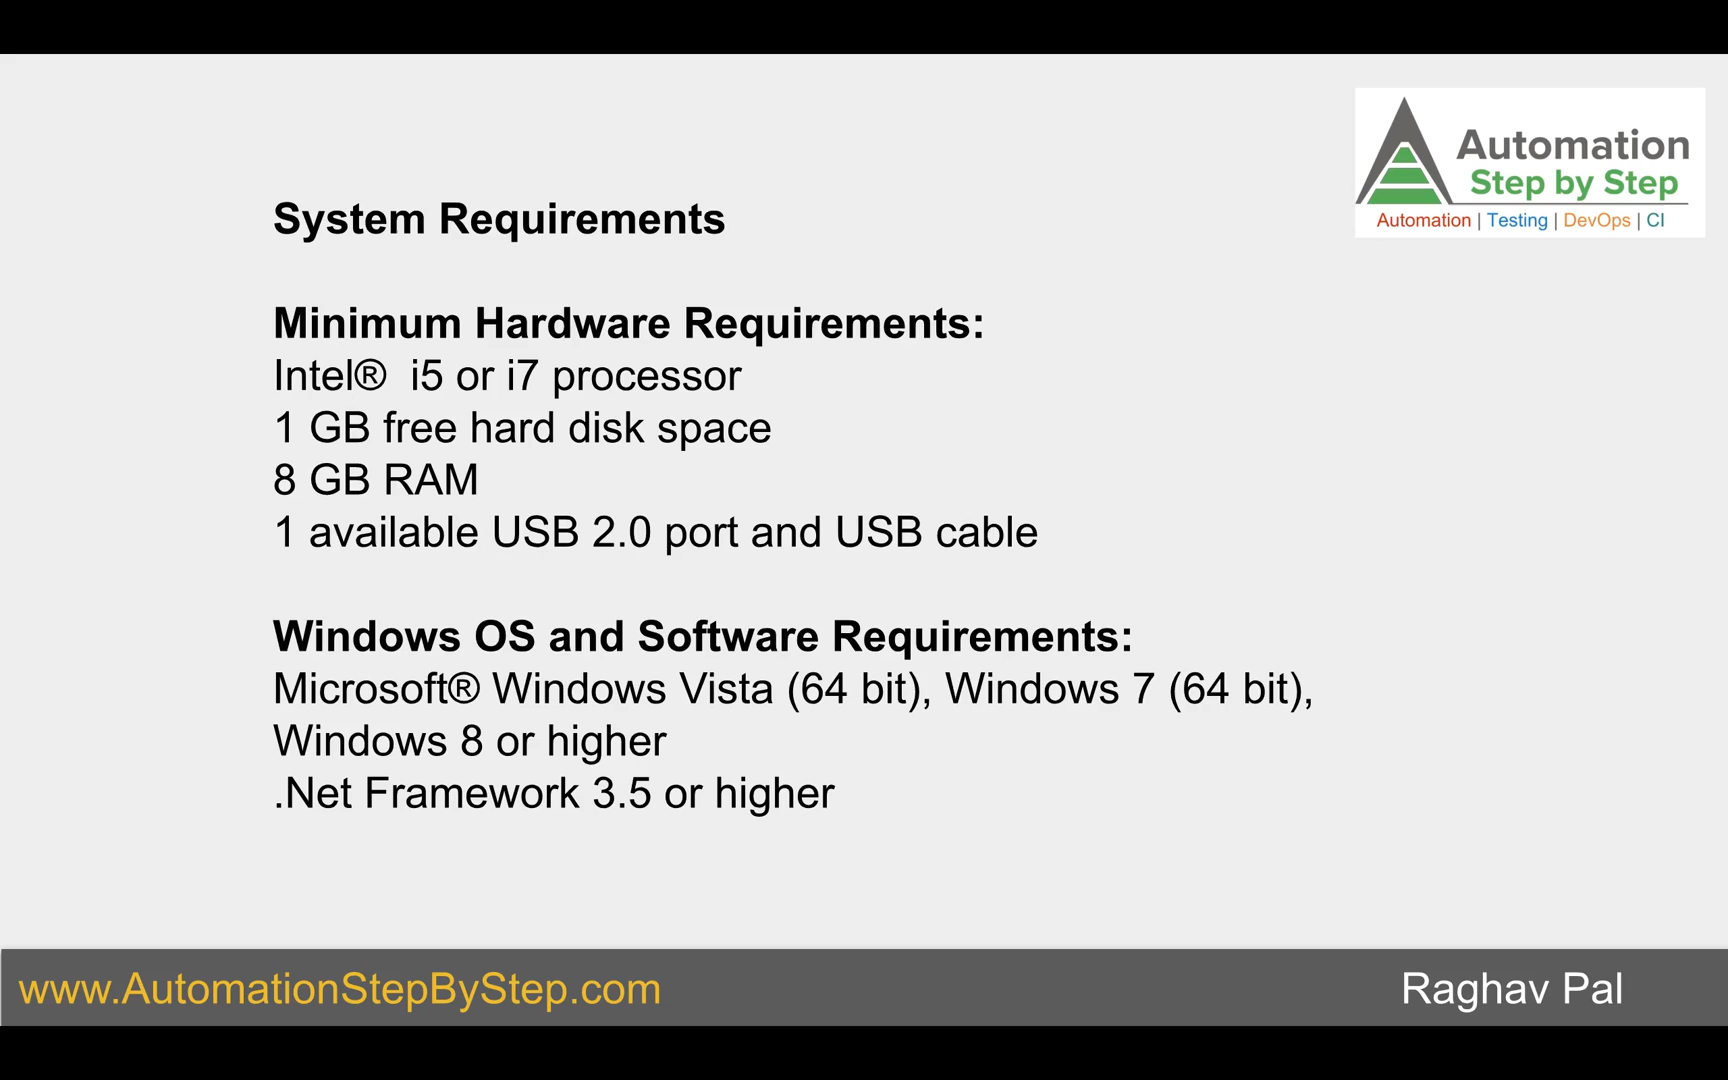 Automation
Step by Step
Automation | Testing | DevOps | CI
System Requirements
Minimum Hardware Requirements:
Intel®  i5 or i7 processor
1 GB free hard disk space
8 GB RAM
1 available USB 2.0 port and USB cable
Windows OS and Software Requirements:
Microsoft® Windows Vista (64 bit), Windows 7 (64 bit),
Windows 8 or higher
.Net Framework 3.5 or higher
www.AutomationStepByStep.com
Raghav Pal